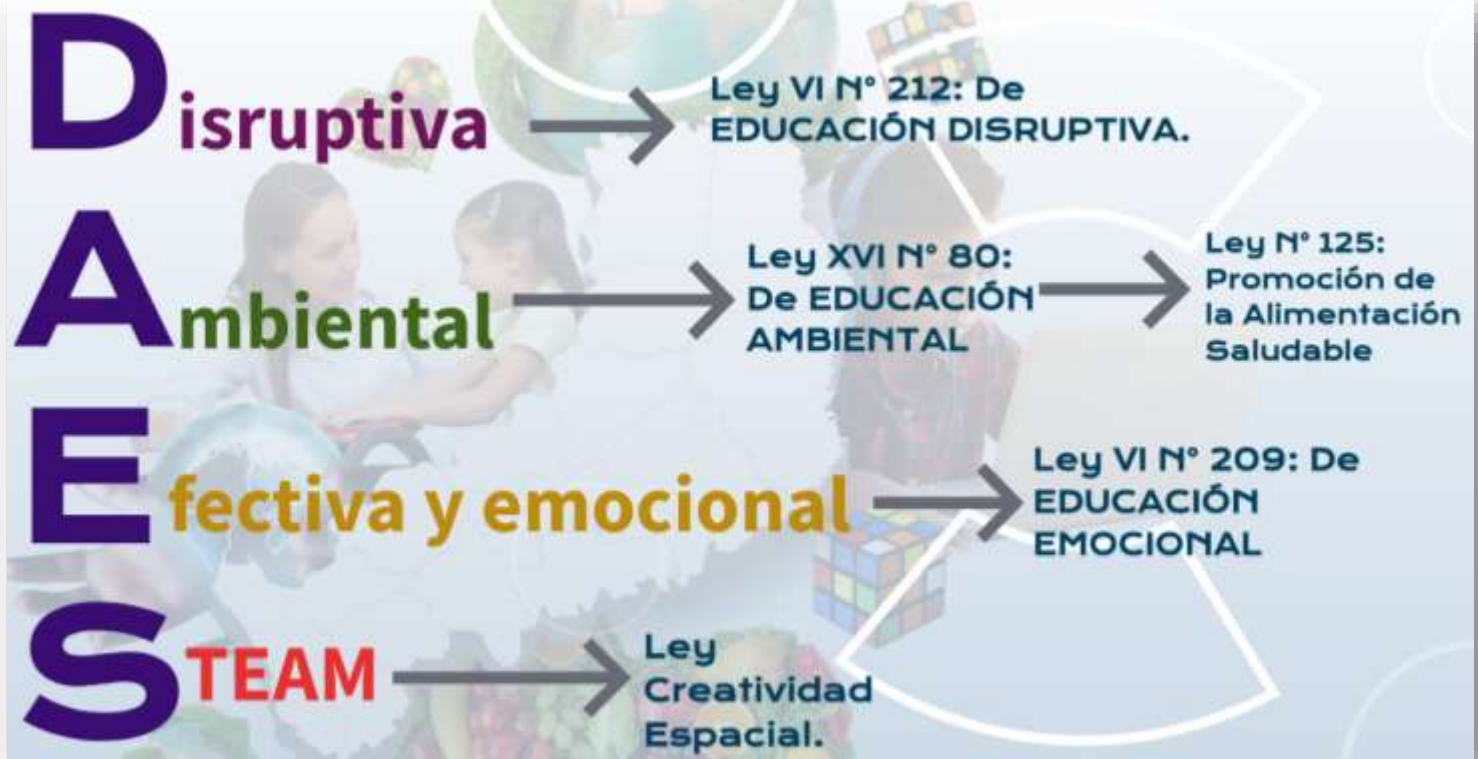 Disruptiva
Ley VI N° 212: De
EDUCACIÓN DISRUPTIVA.
Ambiental
Ley XVI N° 80:
De EDUCACIÓN
AMBIENTAL
Ley N° 125:
Promoción de
la Alimentación
Saludable
Efectiva y emocional
Ley VI N° 209: De
EDUCACIÓN
EMOCIONAL
STEAM
Ley
Creatividad
Espacial.